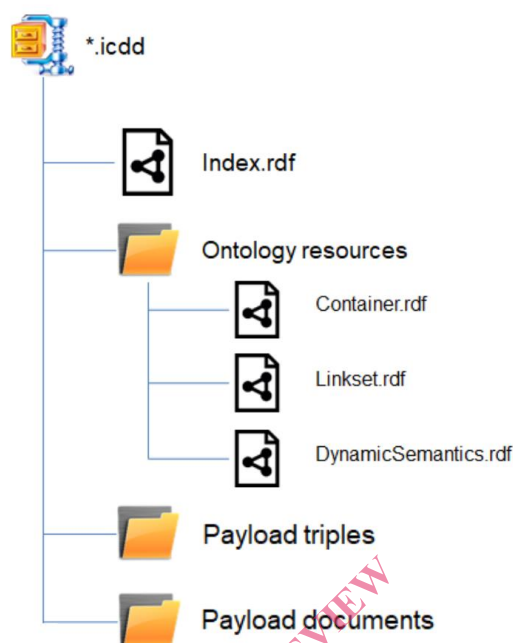 *.icdd
Index.rdf
Ontology resources
Container.rdf
Linkset.rdf
DynamicSemantics.rdf
Payload triples
Payload documents